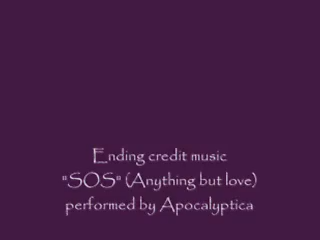 Ending credit music
"SOS" (Anything but love)
performed by Apocalyptica